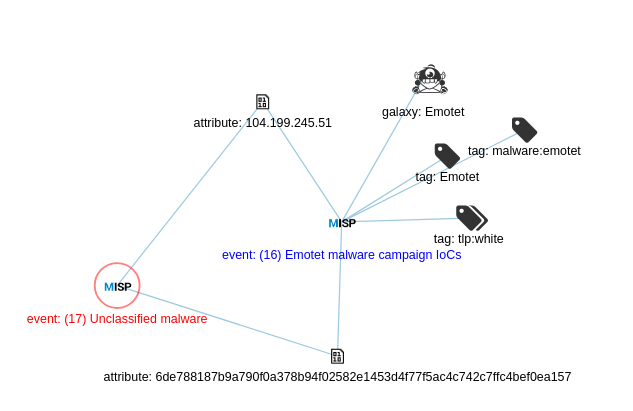 attribute: 104.199.245.51
galaxy: Emotet
tag: malware:emotet
tag: Emotet
MISP
tag: tlp:white
event: (16) Emotet malware campaign IoCs
MISP
event: (17) Unclassified malware
attribute: 6de788187b9a790f0a378b94f02582e1453d4f77f5ac4c742c7ffc4bef0ea157